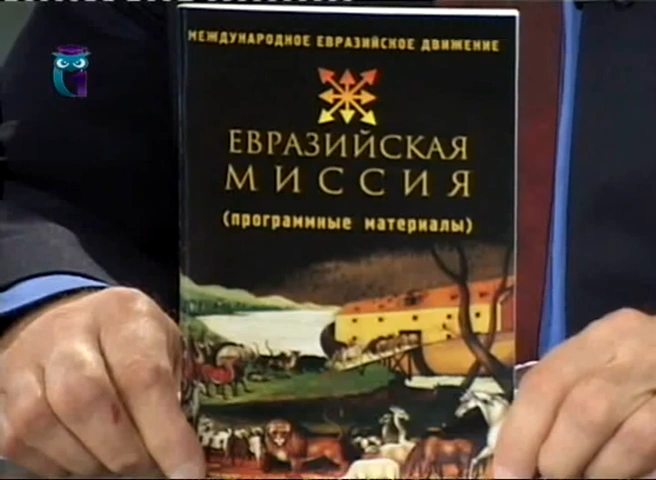 МЕЖДУНАРОДНОЕ ЕВРАЗИЙСКОЕ ДВИЖЕНИЕ
ЕВРАЗИЙСКАЯ
МИССИЯ
(программные материалы)